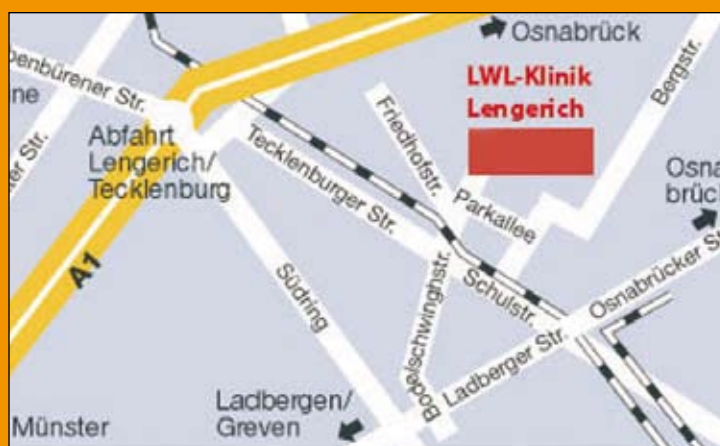 Osnabrück
LWL-Klinik
Lengerich
Bergstr.
Friedhofstr.
Abfahrt
Lengerich/
Tecklenburg
Tecklenburger Str.
Parkallee
A1
Südring
Bodelschwinghstr.
Schulstr.
Osnabrücker
Ladberger Str.
Ladbergen/
Greven
Münster